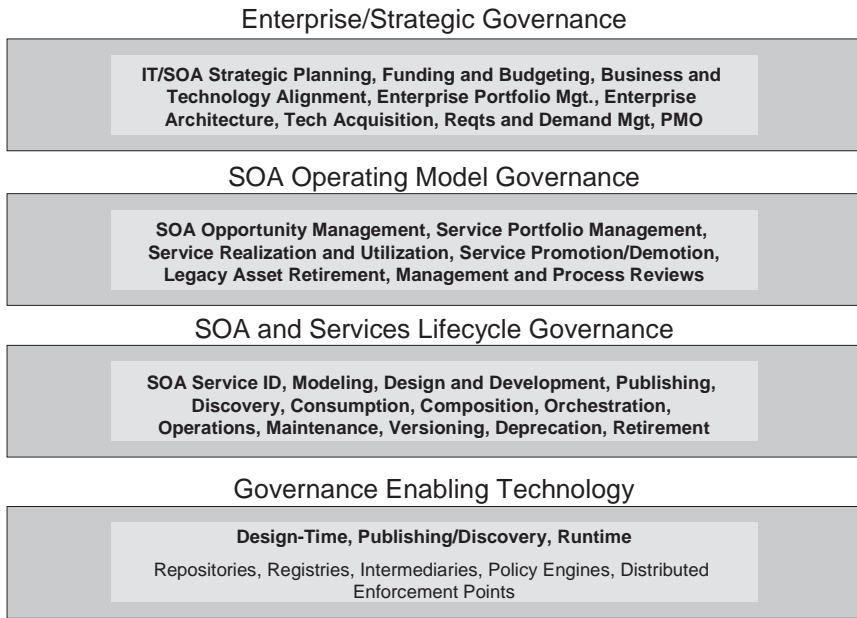 Enterprise/Strategic Governance
IT/SOA Strategic Planning, Funding and Budgeting, Business and
Technology Alignment, Enterprise Portfolio Mgt., Enterprise
Architecture, Tech Acquisition, Reqts and Demand Mgt, PMO
SOA Operating Model Governance
SOA Opportunity Management, Service Portfolio Management,
Service Realization and Utilization, Service Promotion/Demotion,
Legacy Asset Retirement, Management and Process Reviews
SOA and Services Lifecycle Governance
SOA Service ID, Modeling, Design and Development, Publishing,
Discovery, Consumption, Composition, Orchestration,
Operations, Maintenance, Versioning, Deprecation, Retirement
Governance Enabling Technology
Design-Time, Publishing/Discovery, Runtime
Repositories, Registries, Intermediaries, Policy Engines, Distributed
Enforcement Points